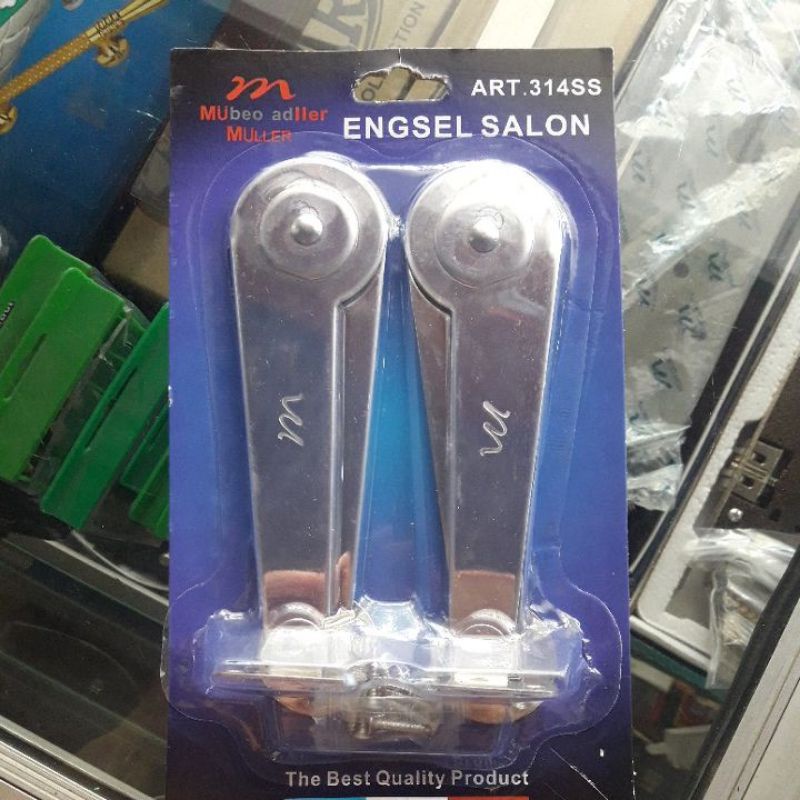 m
MUbeo adller
MULLER
ART.314SS
ENGSEL SALON
m
m
The Best Quality Product